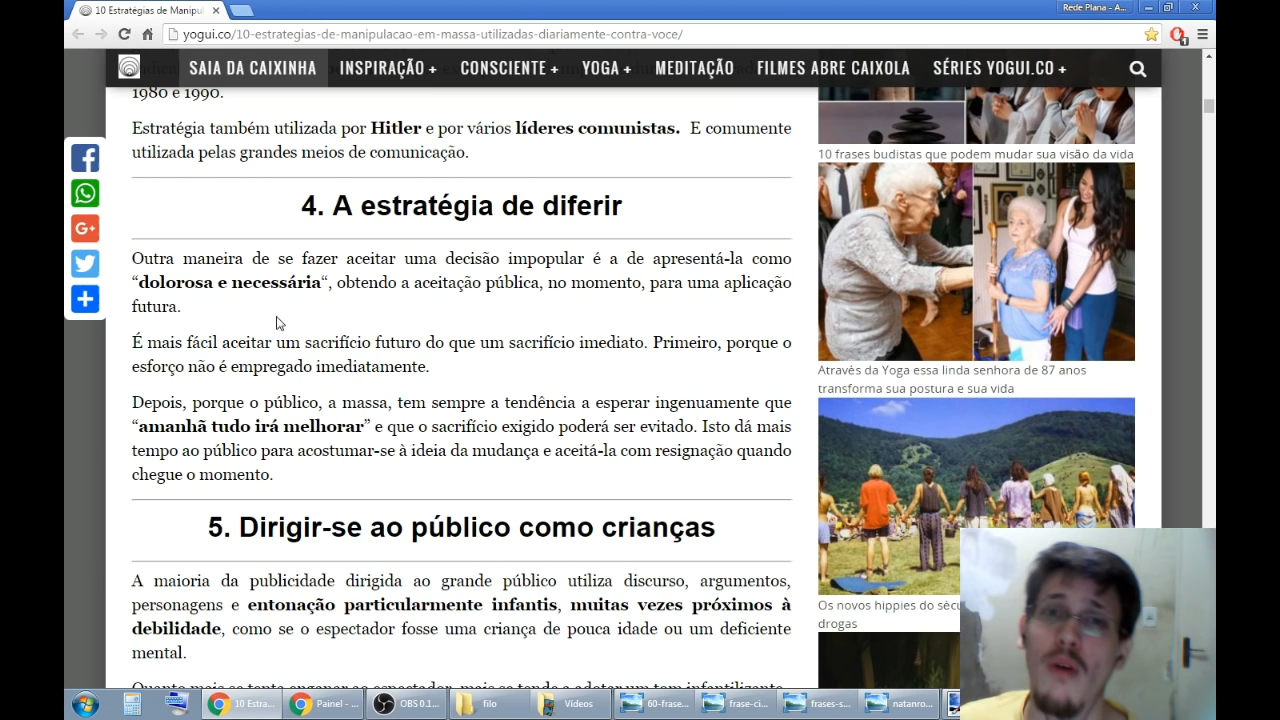 10 Estratégias de Manipul
Rede Plana - A...
yogui.co/10-estrategias-de-manipulacao-em-massa-utilizadas-diariamente-contra-voce/
SAIA DA CAIXINHA INSPIRAÇÃO + CONSCIENTE + YOGA + MEDITAÇÃO FILMES ABRE CAIXOLA SÉRIES YOGUI.CO +
1980 e 1990.
Estratégia também utilizada por Hitler e por vários líderes comunistas. E comumente
utilizada pelas grandes meios de comunicação.
4. A estratégia de diferir
Outra maneira de se fazer aceitar uma decisão impopular é a de apresentá-la como
“dolorosa e necessária“, obtendo a aceitação pública, no momento, para uma aplicação
futura.
É mais fácil aceitar um sacrifício futuro do que um sacrifício imediato. Primeiro, porque o
esforço não é empregado imediatamente.
Depois, porque o público, a massa, tem sempre a tendência a esperar ingenuamente que
“amanhã tudo irá melhorar” e que o sacrifício exigido poderá ser evitado. Isto dá mais
tempo ao público para acostumar-se à ideia da mudança e aceitá-la com resignação quando
chegue o momento.
5. Dirigir-se ao público como crianças
A maioria da publicidade dirigida ao grande público utiliza discurso, argumentos,
personagens e entonação particularmente infantis, muitas vezes próximos à
debilidade, como se o espectador fosse uma criança de pouca idade ou um deficiente
mental.
10 frases budistas que podem mudar sua visão da vida
Através da Yoga essa linda senhora de 87 anos
transforma sua postura e sua vida
Os novos hippies do séc
drogas
10 Estra... Painel - ... OBS 0.1... filo Vídeos 60-frase... frase-ci... frases-s... natanro...